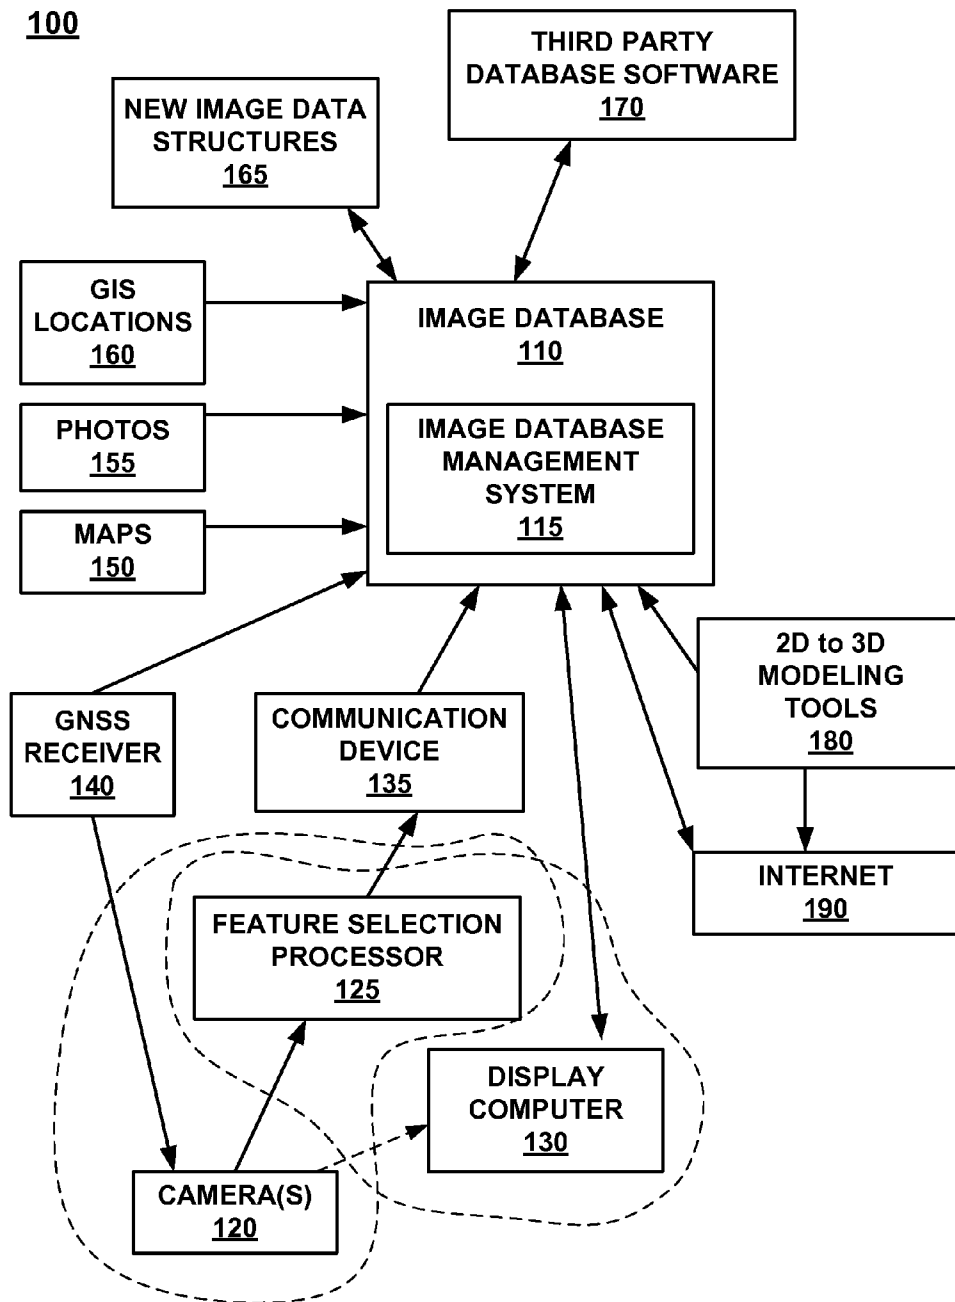 100
THIRD PARTY
DATABASE SOFTWARE
170
NEW IMAGE DATA
STRUCTURES
165
GIS
LOCATIONS
160
IMAGE DATABASE
110
PHOTOS
155
IMAGE DATABASE
MANAGEMENT
SYSTEM
115
MAPS
150
2D to 3D
MODELING
TOOLS
180
GNSS
RECEIVER
140
COMMUNICATION
DEVICE
135
INTERNET
190
FEATURE SELECTION
PROCESSOR
125
DISPLAY
COMPUTER
130
CAMERA(S)
120